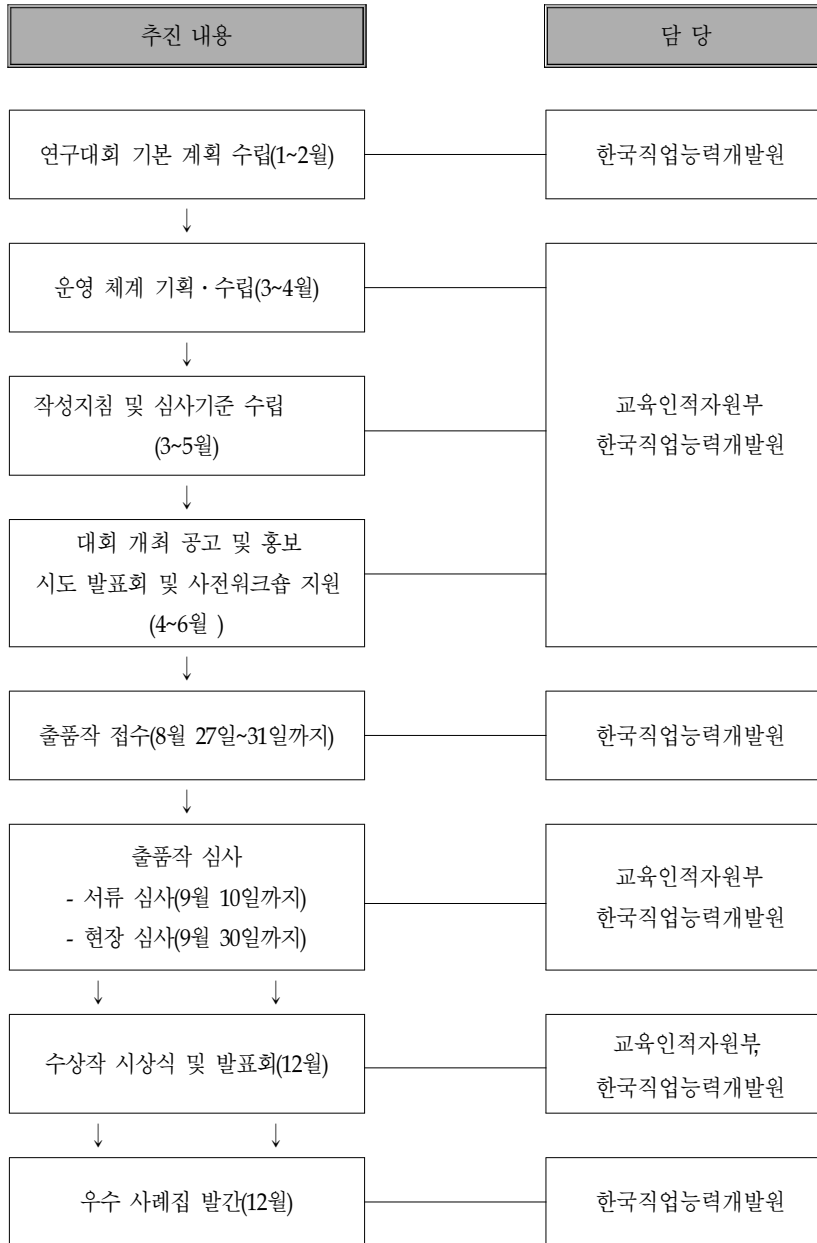 추진 내용
담 당
연구대회 기본 계획 수립(1~2월)
한국직업능력개발원
↓
운영 체계 기획·수립(3~4월)
↓
작성지침 및 심사기준 수립
(3~5월)
교육인적자원부
한국직업능력개발원
↓
대회 개최 공고 및 홍보
시도 발표회 및 사전워크숍 지원
(4~6월 )
↓
출품작 접수(8월 27일~31일까지)
한국직업능력개발원
↓
출품작 심사
- 서류 심사(9월 10일까지)
- 현장 심사(9월 30일까지)
교육인적자원부
한국직업능력개발원
↓ ↓
수상작 시상식 및 발표회(12월)
교육인적자원부,
한국직업능력개발원
↓ ↓
우수 사례집 발간(12월)
한국직업능력개발원